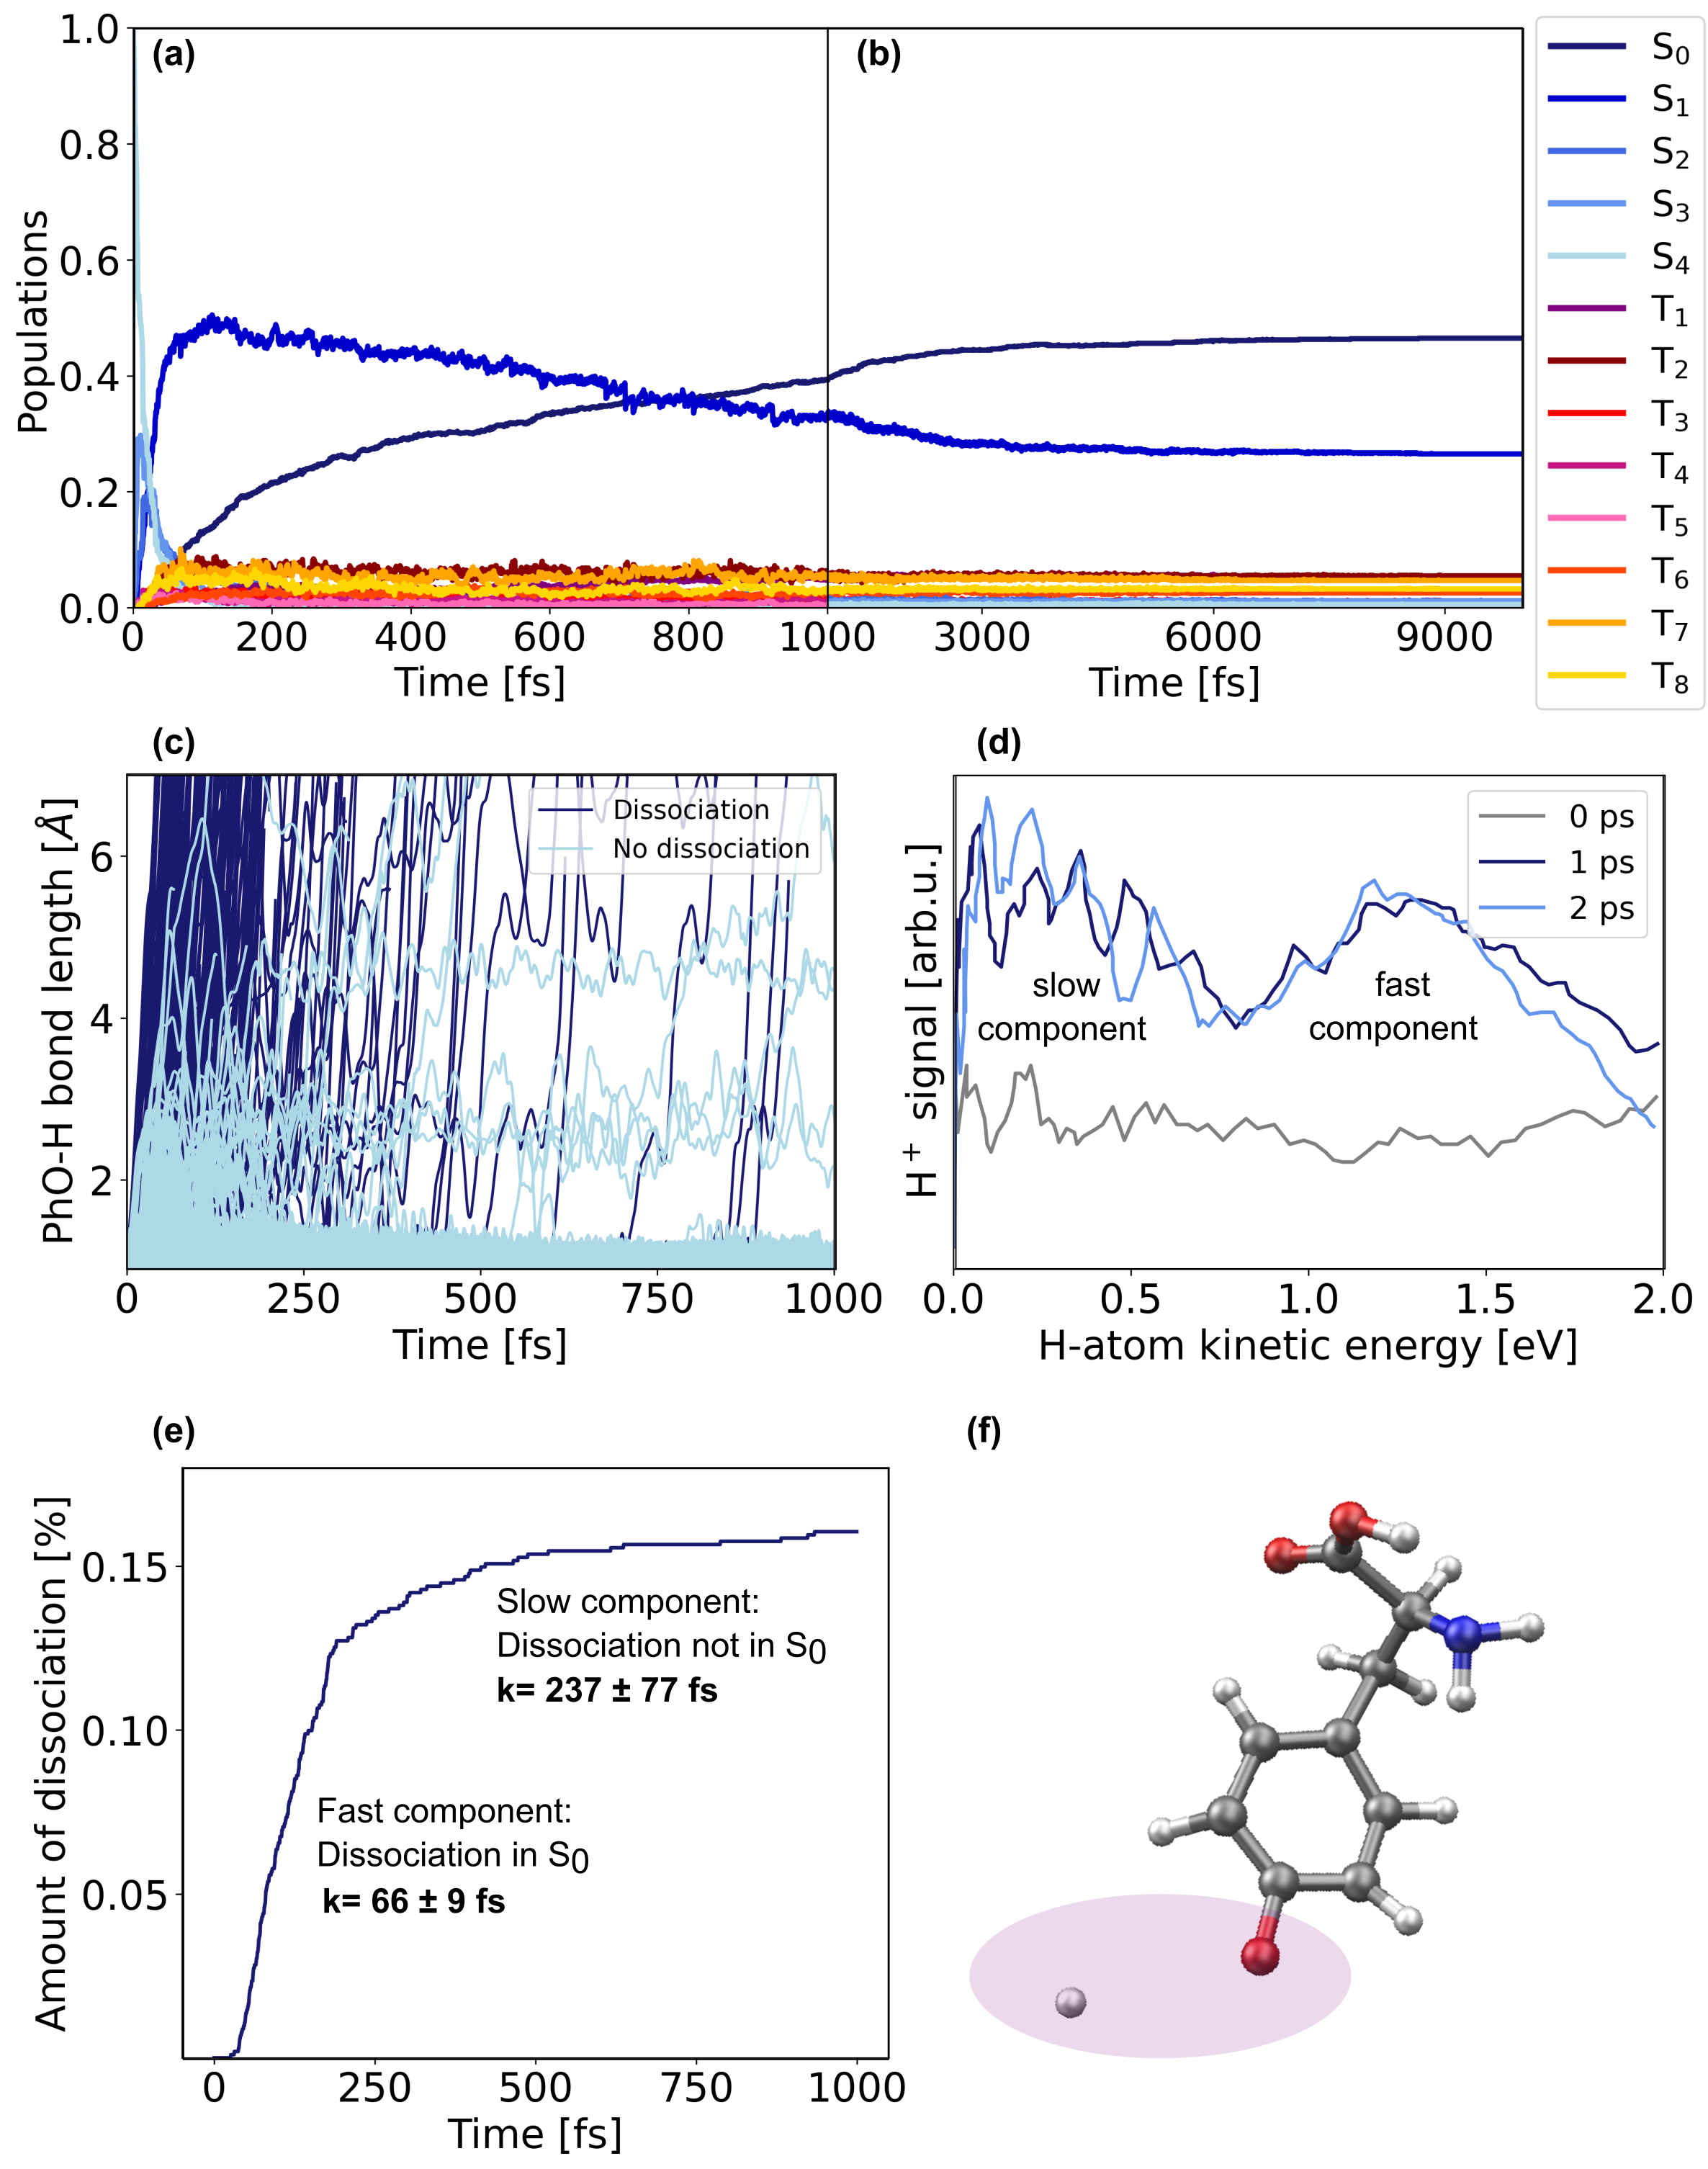 (a)
(b)
1.0
0.8
0.6
0.4
0.2
0.0
Populations
0 200 400 600 800 1000 3000 6000 9000
Time [fs]
Time [fs]
S0
S1
S2
S3
S4
T1
T2
T3
T4
T5
T6
T7
T8
(c)
6
4
2
PhO-H bond length [Å]
Dissociation
No dissociation
0 250 500 750 1000
Time [fs]
(d)
H+ signal [arb.u.]
0 ps
1 ps
2 ps
slow
component
fast
component
0.0 0.5 1.0 1.5 2.0
H-atom kinetic energy [eV]
(e)
0.15
0.10
0.05
Amount of dissociation [%]
Slow component:
Dissociation not in S0
k= 237 ± 77 fs
Fast component:
Dissociation in S0
k= 66 ± 9 fs
0 250 500 750 1000
Time [fs]
(f)